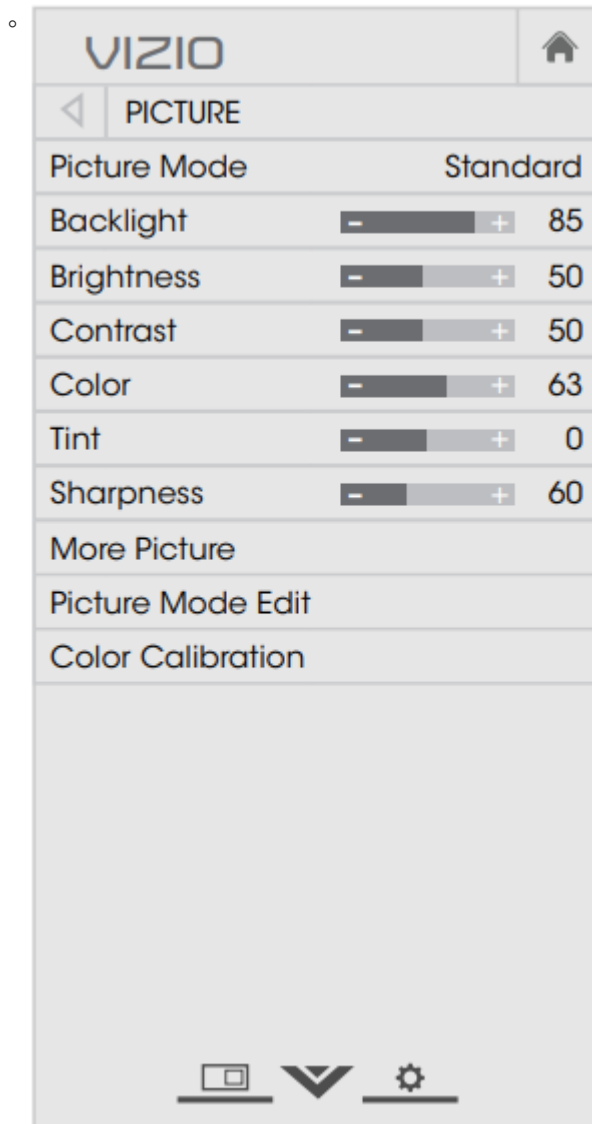 VIZIO
PICTURE
Picture Mode Standard
Backlight - + 85
Brightness - + 50
Contrast - + 50
Color - + 63
Tint - + 0
Sharpness - + 60
More Picture
Picture Mode Edit
Color Calibration